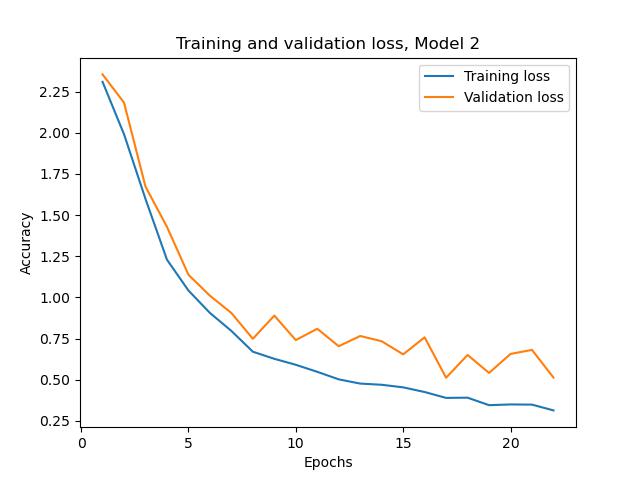 Training and validation loss, Model 2
Training loss
Validation loss
2.25
2.00
1.75
1.50
1.25
1.00
0.75
0.50
0.25
Accuracy
0 5 10 15 20
Epochs